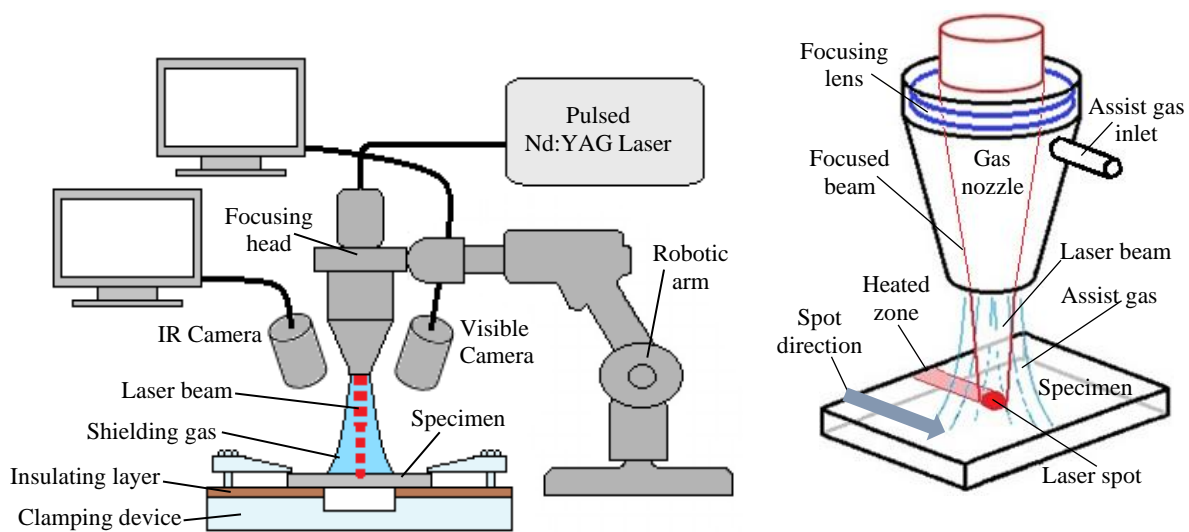 Pulsed
Nd:YAG Laser
Focusing
head
Robotic
arm
IR Camera
Visible
Camera
Laser beam
Specimen
Shielding gas
Insulating layer
Clamping device
Focusing
lens
Assist gas
inlet
Focused
beam
Gas
nozzle
Laser beam
Heated
zone
Assist gas
Spot
direction
Specimen
Laser spot